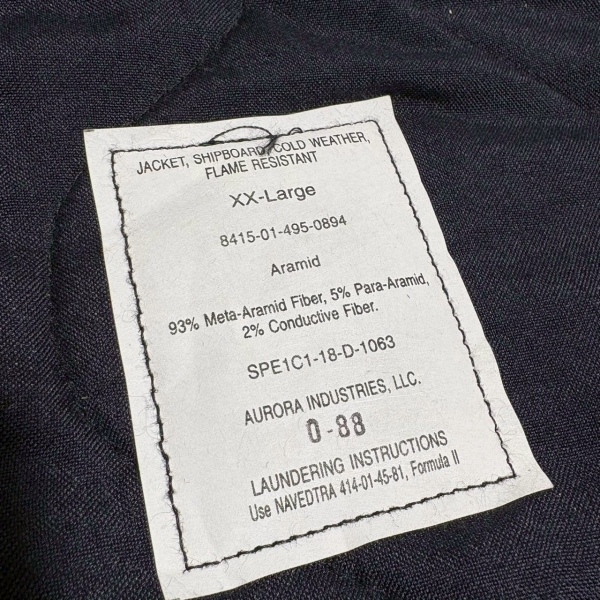 JACKET, SHIPBOARD, COLD WEATHER,
FLAME RESISTANT
XX-Large
8415-01-495-0894
Aramid
93% Meta-Aramid Fiber, 5% Para-Aramid,
2% Conductive Fiber.
SPE1C1-18-D-1063
AURORA INDUSTRIES, LLC.
0-88
LAUNDERING INSTRUCTIONS
Use NAVEDTRA 414-01-45-81, Formula II